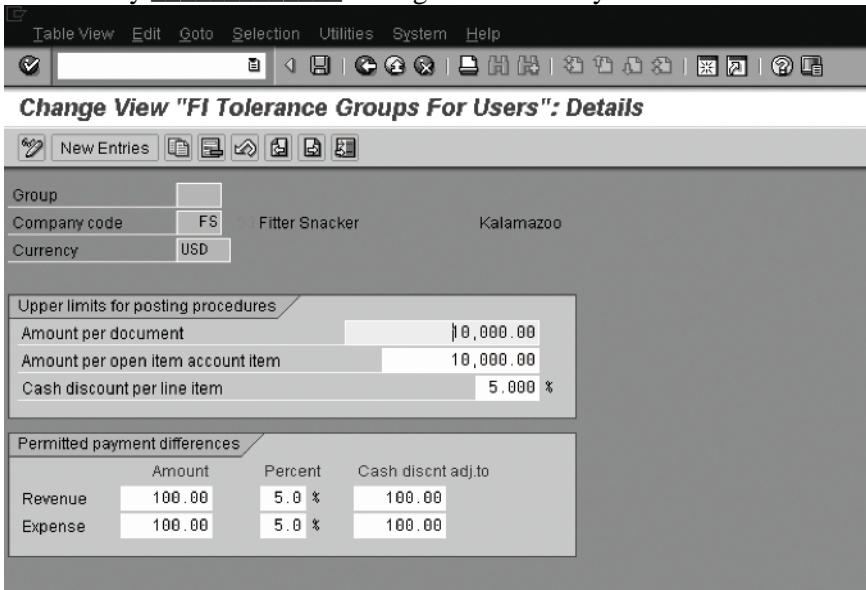 Table View Edit Goto Selection Utilities System Help
Change View "FI Tolerance Groups For Users": Details
New Entries
Group
Company code FS Fitter Snacker Kalamazoo
Currency USD
Upper limits for posting procedures
Amount per document 10,000.00
Amount per open item account item 10,000.00
Cash discount per line item 5.000 %
Permitted payment differences
Amount Percent Cash discnt adj.to
Revenue 100.00 5.0 % 100.00
Expense 100.00 5.0 % 100.00